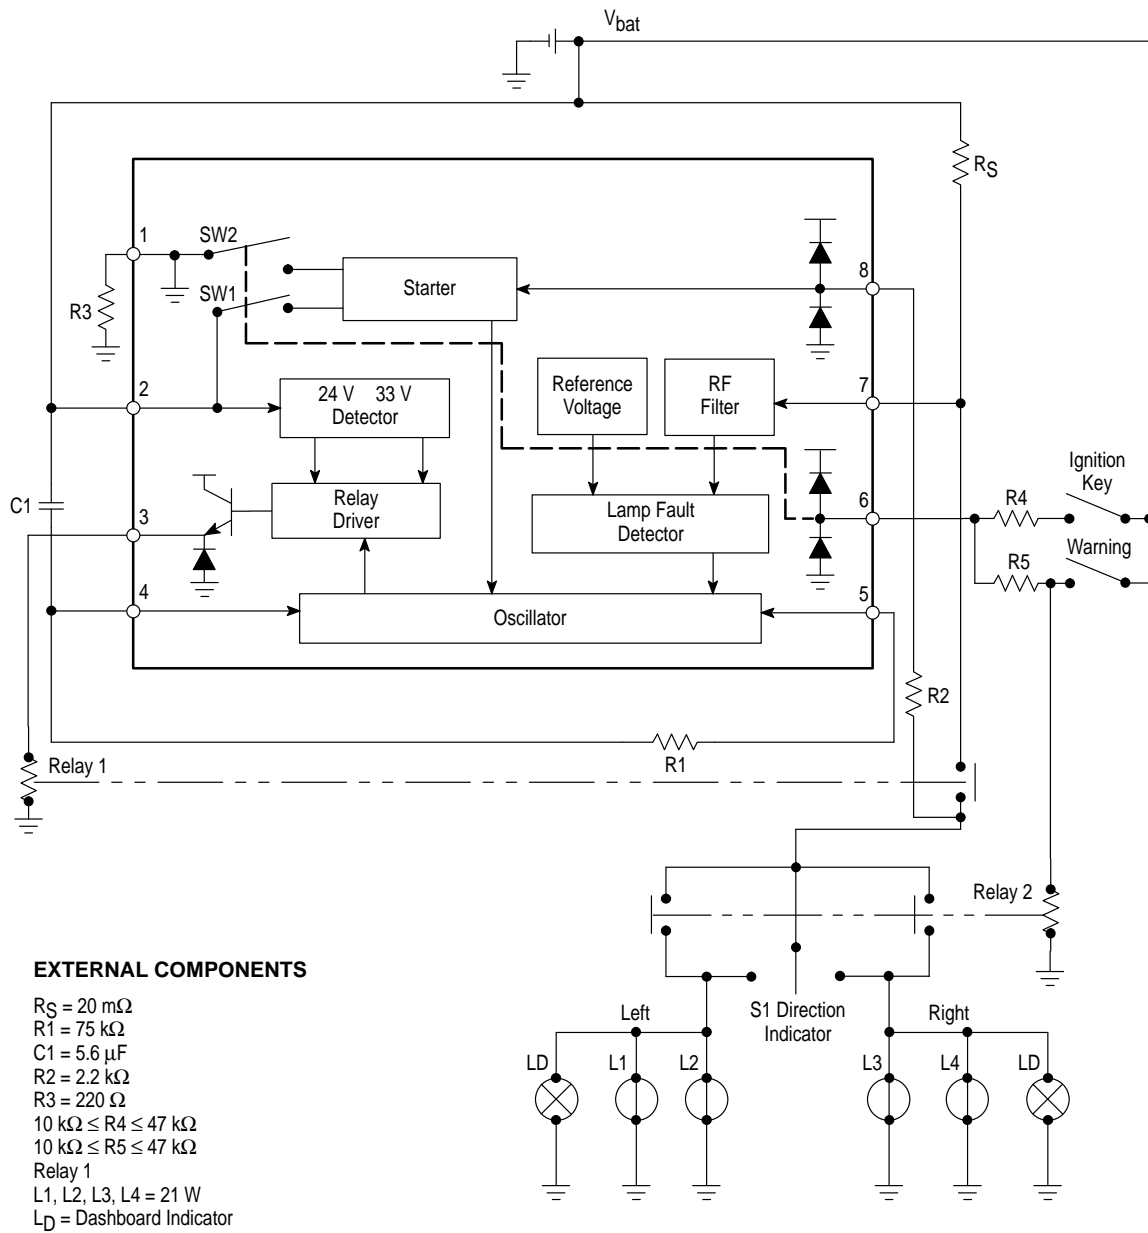 Vbat
RS
1
SW2
8
Starter
R3
SW1
2
24 V 33 V
Detector
Reference
Voltage
RF
Filter
7
Ignition
Key
C1
3
Relay
Driver
Lamp Fault
Detector
6
R4
Warning
R5
4
Oscillator
5
R2
Relay 1
R1
Relay 2
EXTERNAL COMPONENTS
RS = 20 mΩ
R1 = 75 kΩ
C1 = 5.6 μF
R2 = 2.2 kΩ
R3 = 220 Ω
10 kΩ ≤ R4 ≤ 47 kΩ
10 kΩ ≤ R5 ≤ 47 kΩ
Relay 1
L1, L2, L3, L4 = 21 W
LD = Dashboard Indicator
Left
S1 Direction
Indicator
Right
LD
L1
L2
L3
L4
LD